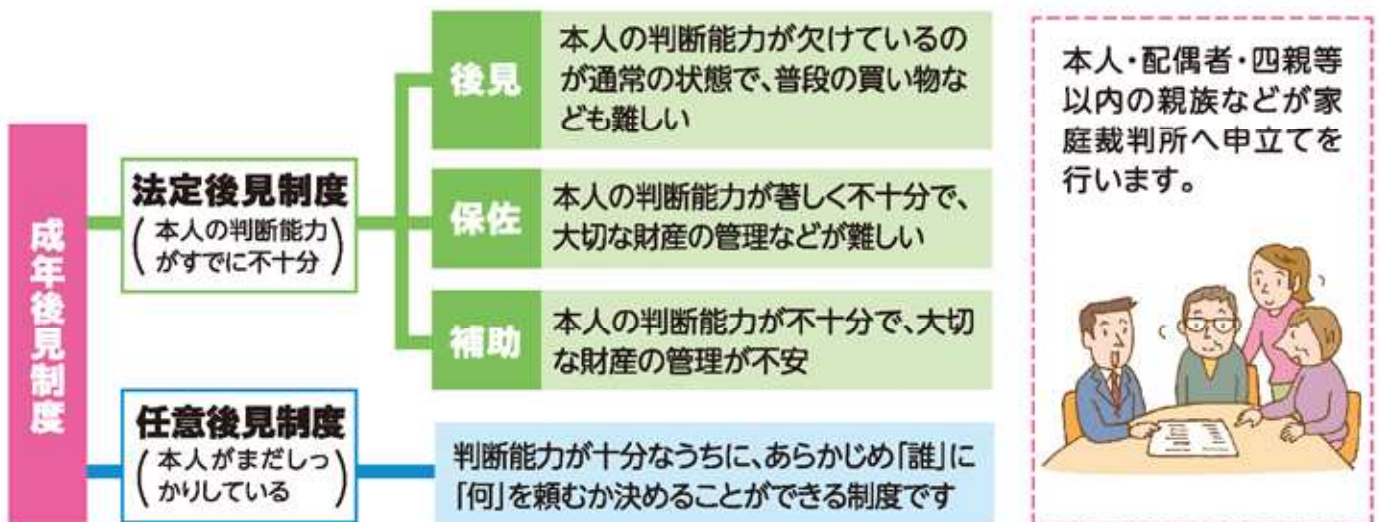 成年後見制度
法定後見制度
(本人の判断能力
がすでに不十分)
後見
本人の判断能力が欠けているの
が通常の状態で、普段の買い物な
ども難しい
保佐
本人の判断能力が著しく不十分で、
大切な財産の管理などが難しい
補助
本人の判断能力が不十分で、大切
な財産の管理が不安
任意後見制度
(本人がまだしっ
かりしている)
判断能力が十分なうちに、あらかじめ「誰」に
「何」を頼むか決めることができる制度です
本人・配偶者・四親等
以内の親族などが家
庭裁判所へ申立てを
行います。